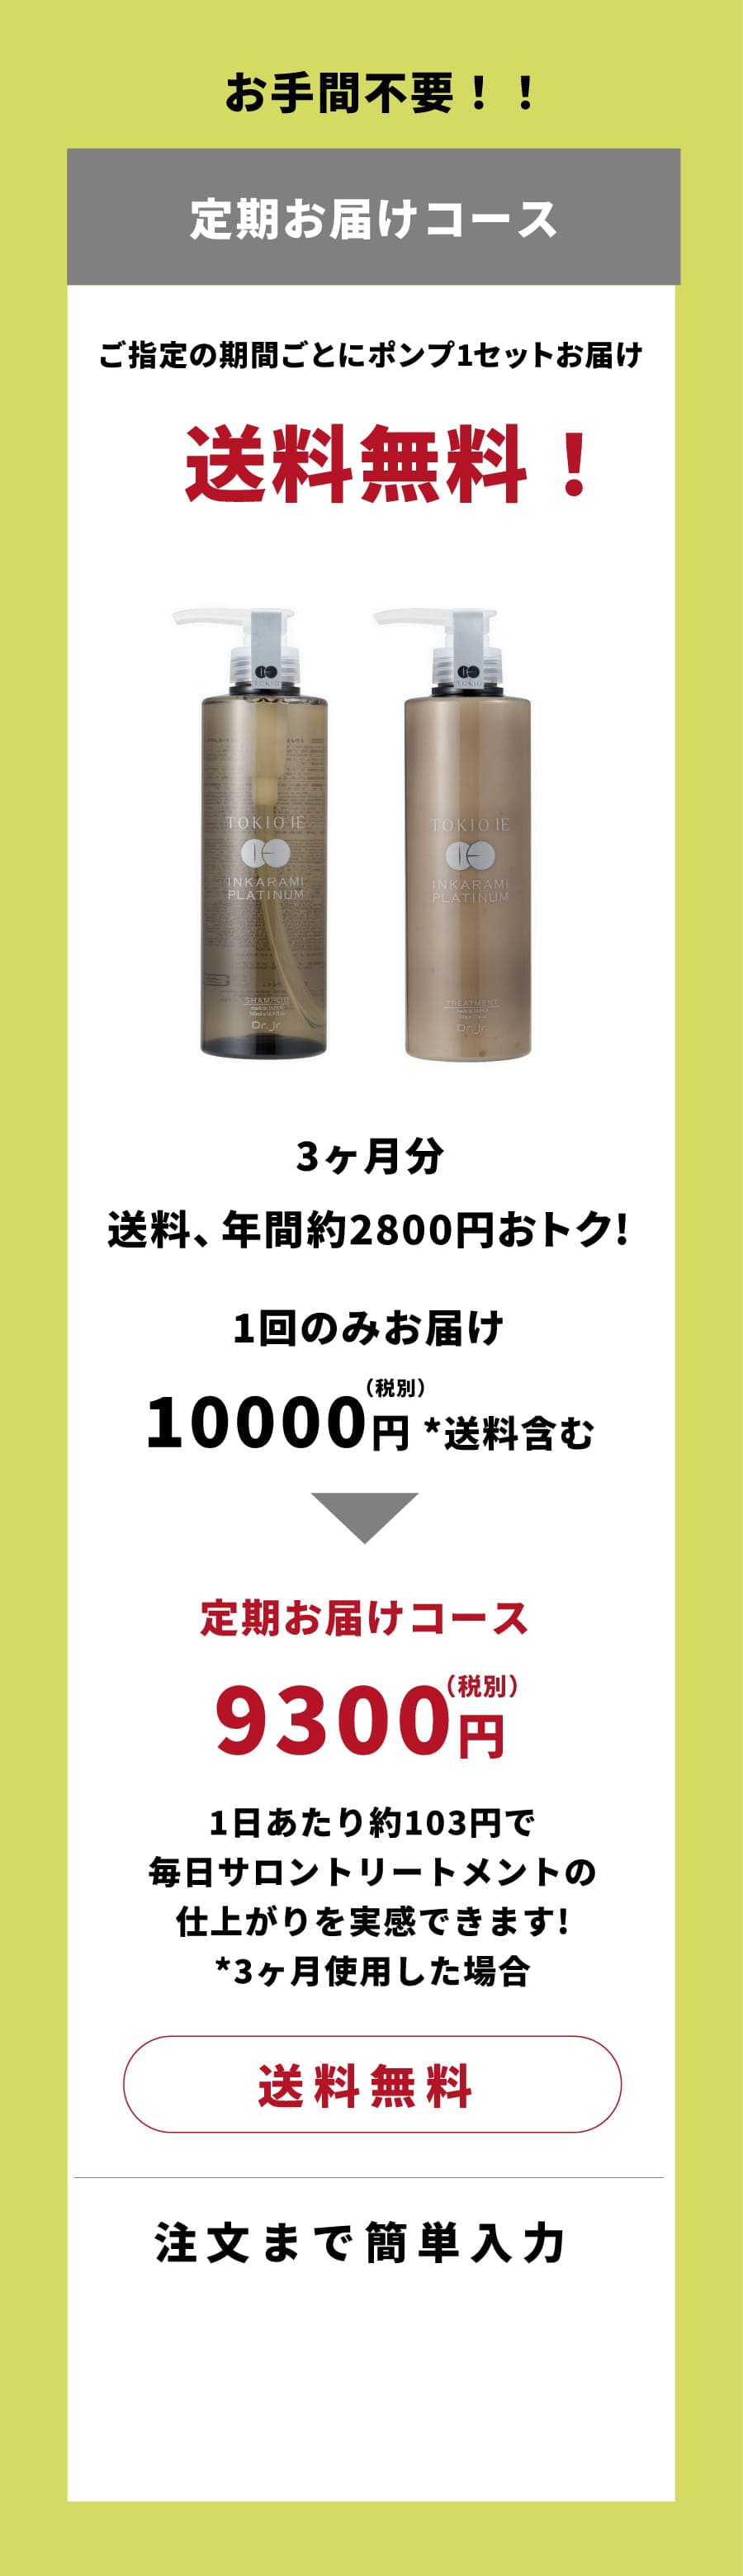 お手間不要！！
定期お届けコース
ご指定の期間ごとにポンプ1セットお届け
送料無料！
TOKIO IE
INKARAMI
PLATINUM
SHAMPOO
Dr.Jr.
TOKIO IE
INKARAMI
PLATINUM
TREATMENT
Dr.Jr.
3ヶ月分
送料、年間約2800円おトク!
1回のみお届け
10000円（税別） *送料含む
定期お届けコース
9300円（税別）
1日あたり約103円で
毎日サロントリートメントの
仕上がりを実感できます!
*3ヶ月使用した場合
送料無料
注文まで簡単入力